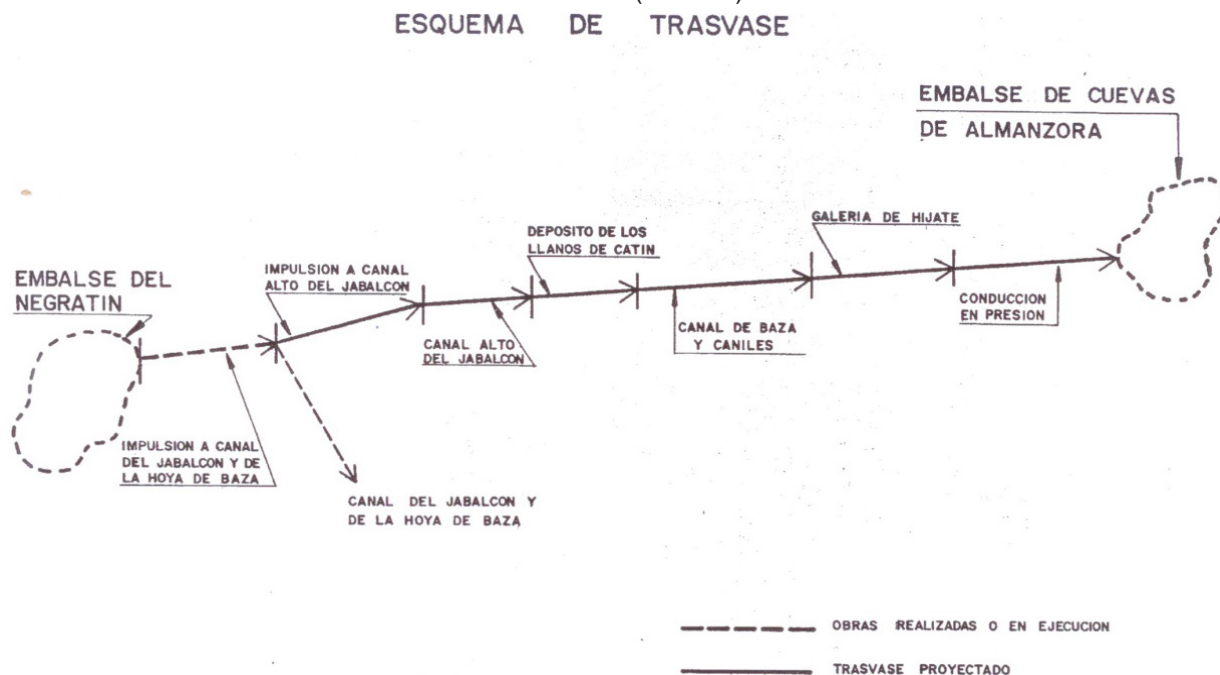 ESQUEMA DE TRASVASE
EMBALSE DE CUEVAS
DE ALMANZORA
GALERIA DE HIJATE
DEPOSITO DE LOS
LLANOS DE CATIN
IMPULSION A CANAL
ALTO DEL JABALCON
EMBALSE DEL
NEGRATIN
CONDUCCION
EN PRESION
CANAL DE BAZA
Y CANILES
CANAL ALTO
DEL JABALCON
IMPULSION A CANAL
DEL JABALCON Y DE
LA HOYA DE BAZA
CANAL DEL JABALCON Y
DE LA HOYA DE BAZA
OBRAS REALIZADAS O EN EJECUCION
TRASVASE PROYECTADO